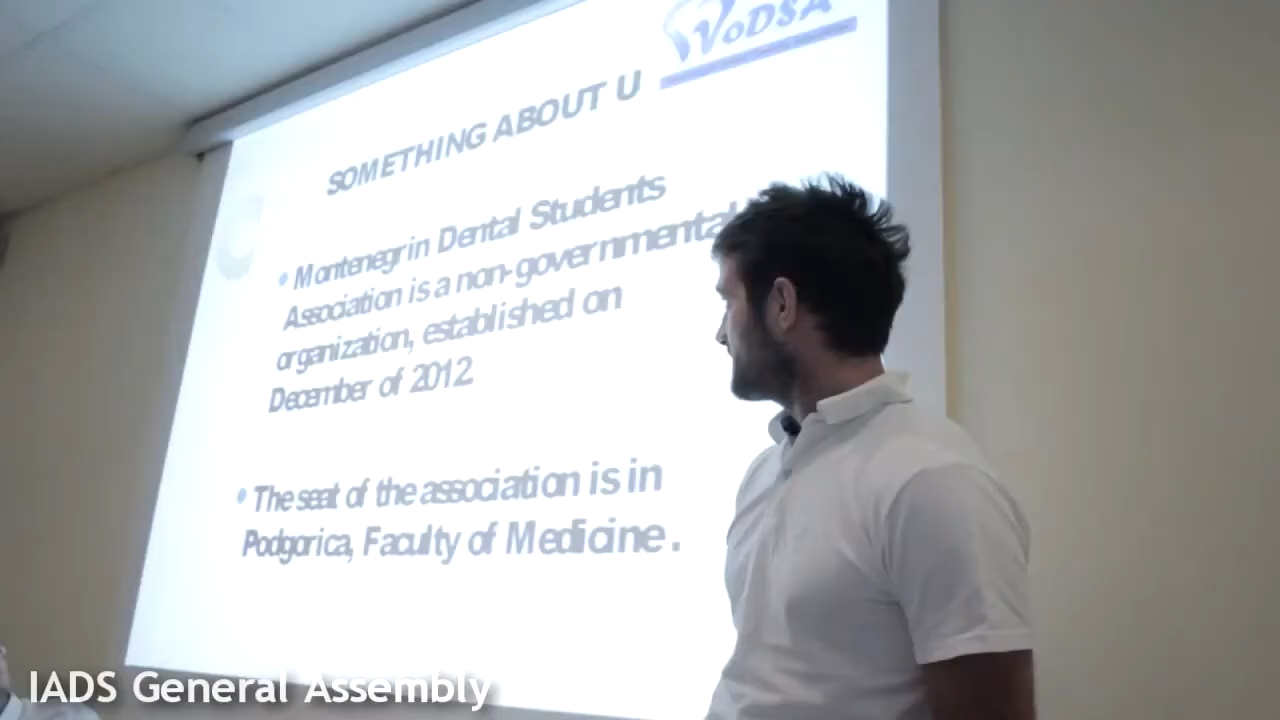 VoDSA
SOMETHING ABOUT U
• Montenegrin Dental Students
Association is a non-governmental
organization, established on
December of 2012.
• The seat of the association is in
Podgorica, Faculty of Medicine.
IADS General Assembly